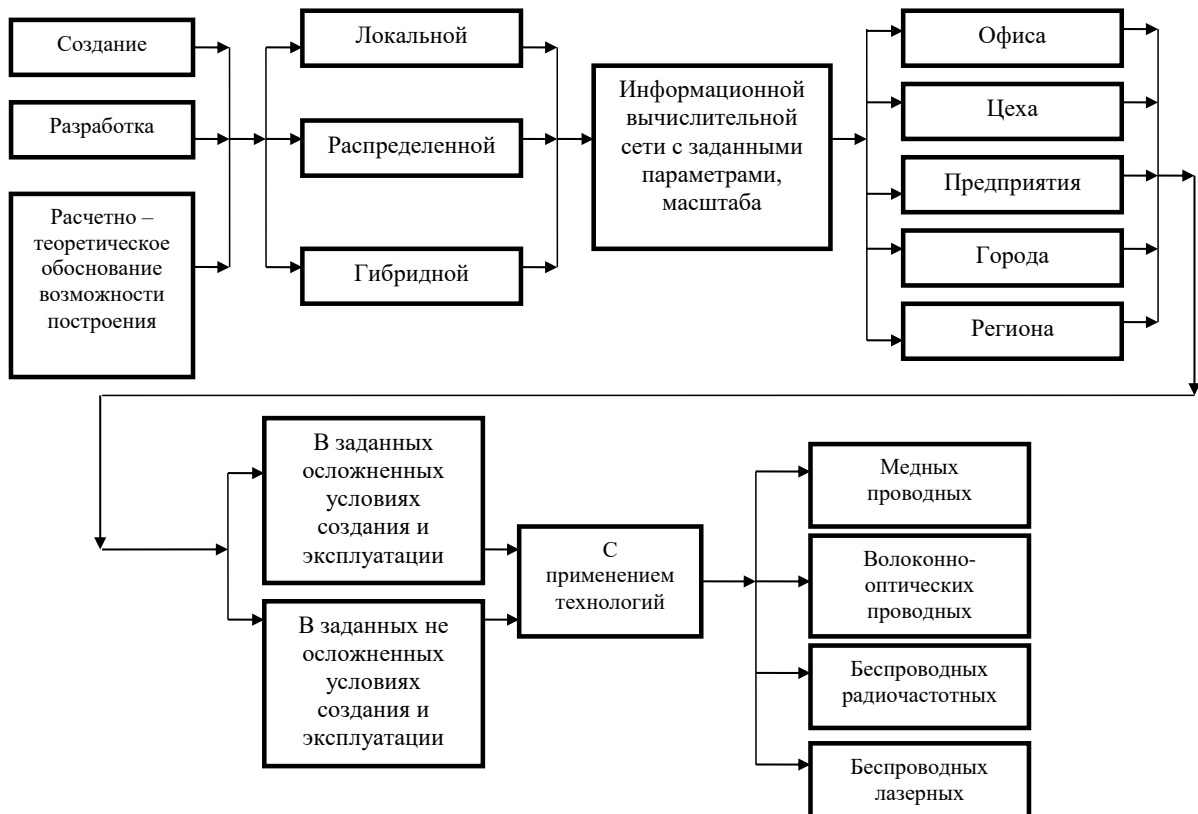 Создание
Разработка
Расчетно –
теоретическое
обоснование
возможности
построения
Локальной
Распределенной
Гибридной
Информационной
вычислительной
сети с заданными
параметрами,
масштаба
Офиса
Цеха
Предприятия
Города
Региона
В заданных
осложненных
условиях
создания и
эксплуатации
В заданных не
осложненных
условиях
создания и
эксплуатации
С
применением
технологий
Медных
проводных
Волоконно-
оптических
проводных
Беспроводных
радиочастотных
Беспроводных
лазерных